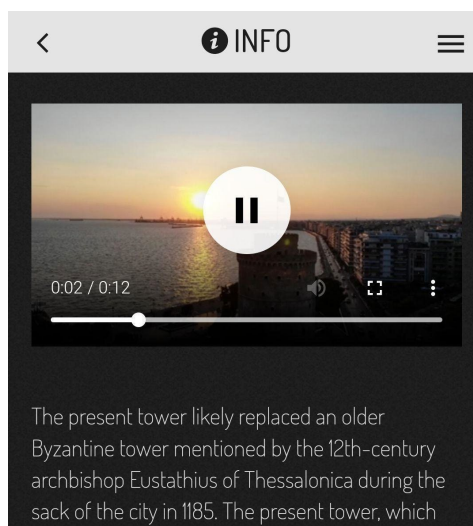 INFO
0:02 / 0:12
The present tower likely replaced an older
Byzantine tower mentioned by the 12th-century
archbishop Eustathius of Thessalonica during the
sack of the city in 1185. The present tower, which